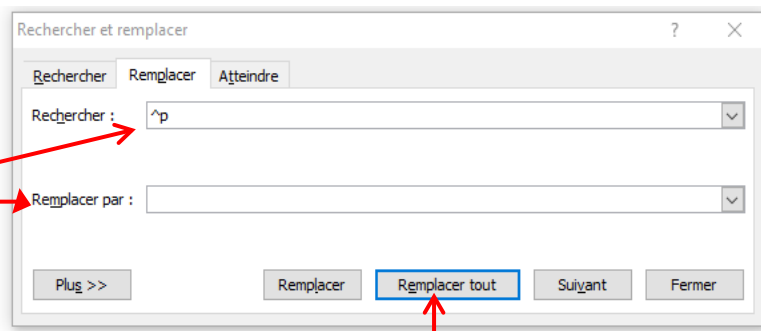 Rechercher et remplacer ?
Rechercher Remplacer Atteindre
Rechercher : ^p
Remplacer par :
Plus >> Remplacer Remplacer tout Suivant Fermer